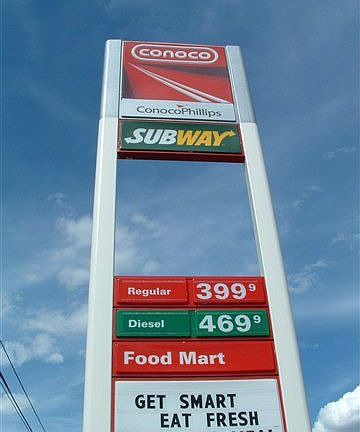 conoco
ConocoPhillips
SUBWAY
Regular 399 9
Diesel 469 9
Food Mart
GET SMART
EAT FRESH